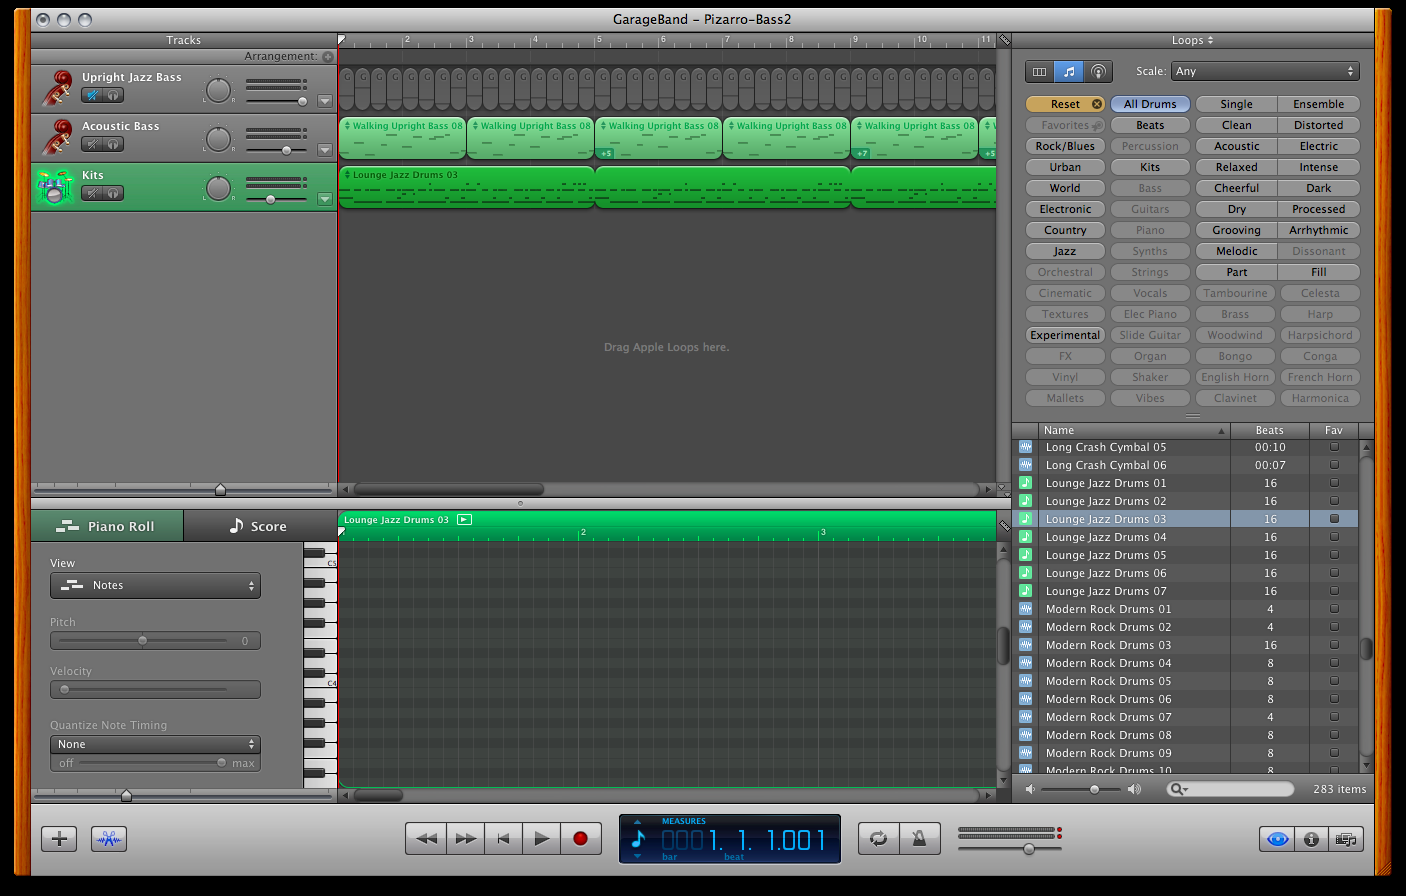 GarageBand – Pizarro-Bass2
Tracks
Arrangement:
Upright Jazz Bass
L R
Acoustic Bass
L R
Kits
L R
2 3 4 5 6 7 8 9 10 11
G G G G G G G G G G G G G G G G G G G G G G G G G G G G G G G G G G G G G G G G G
Walking Upright Bass 08 Walking Upright Bass 08 Walking Upright Bass 08 Walking Upright Bass 08 Walking Upright Bass 08 W
+5 +7 +5
Lounge Jazz Drums 03
Drag Apple Loops here.
Piano Roll
Score
Lounge Jazz Drums 03
2 3
View
Notes
Pitch
0
Velocity
Quantize Note Timing
None
off max
C5
C4
Loops
Scale: Any
Reset All Drums Single Ensemble
Favorites Beats Clean Distorted
Rock/Blues Percussion Acoustic Electric
Urban Kits Relaxed Intense
World Bass Cheerful Dark
Electronic Guitars Dry Processed
Country Piano Grooving Arrhythmic
Jazz Synths Melodic Dissonant
Orchestral Strings Part Fill
Cinematic Vocals Tambourine Celesta
Textures Elec Piano Brass Harp
Experimental Slide Guitar Woodwind Harpsichord
FX Organ Bongo Conga
Vinyl Shaker English Horn French Horn
Mallets Vibes Clavinet Harmonica
Name Beats Fav
Long Crash Cymbal 05 00:10
Long Crash Cymbal 06 00:07
Lounge Jazz Drums 01 16
Lounge Jazz Drums 02 16
Lounge Jazz Drums 03 16
Lounge Jazz Drums 04 16
Lounge Jazz Drums 05 16
Lounge Jazz Drums 06 16
Lounge Jazz Drums 07 16
Modern Rock Drums 01 4
Modern Rock Drums 02 4
Modern Rock Drums 03 16
Modern Rock Drums 04 8
Modern Rock Drums 05 8
Modern Rock Drums 06 8
Modern Rock Drums 07 4
Modern Rock Drums 08 8
Modern Rock Drums 09 8
Modern Rock Drums 10 8
283 items
MEASURES
0001. 1. 1.001
bar beat